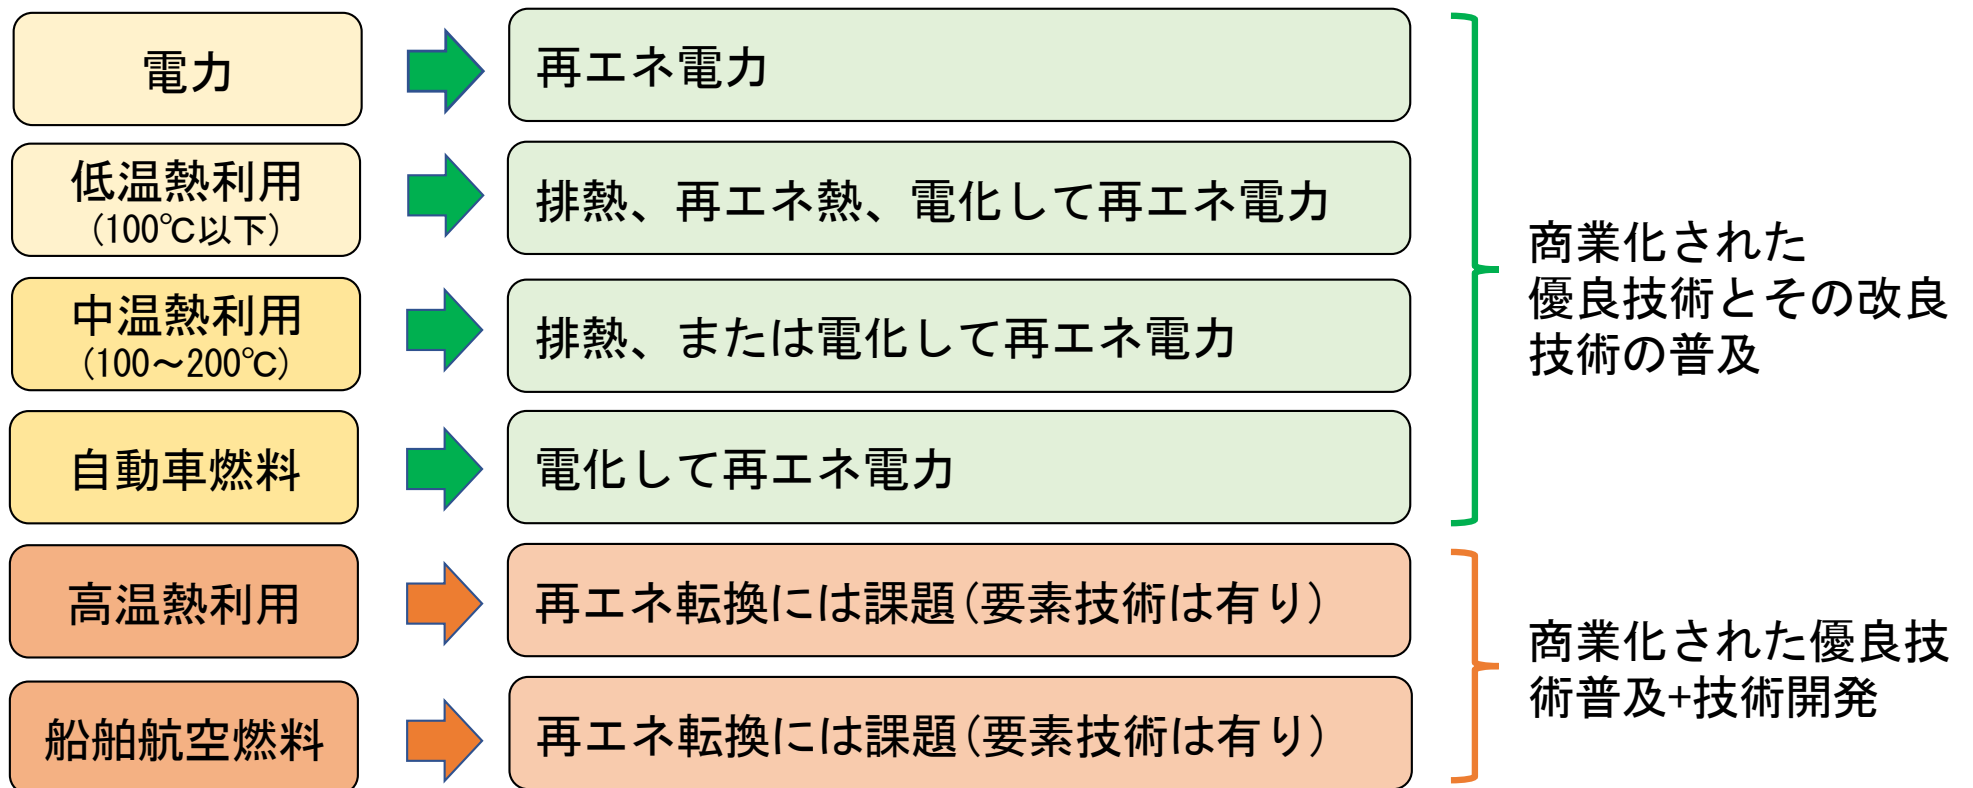 電力
再エネ電力
低温熱利用
(100℃以下)
排熱、再エネ熱、電化して再エネ電力
中温熱利用
(100～200℃)
排熱、または電化して再エネ電力
自動車燃料
電化して再エネ電力
商業化された
優良技術とその改良
技術の普及
高温熱利用
再エネ転換には課題(要素技術は有り)
船舶航空燃料
再エネ転換には課題(要素技術は有り)
商業化された優良技
術普及+技術開発